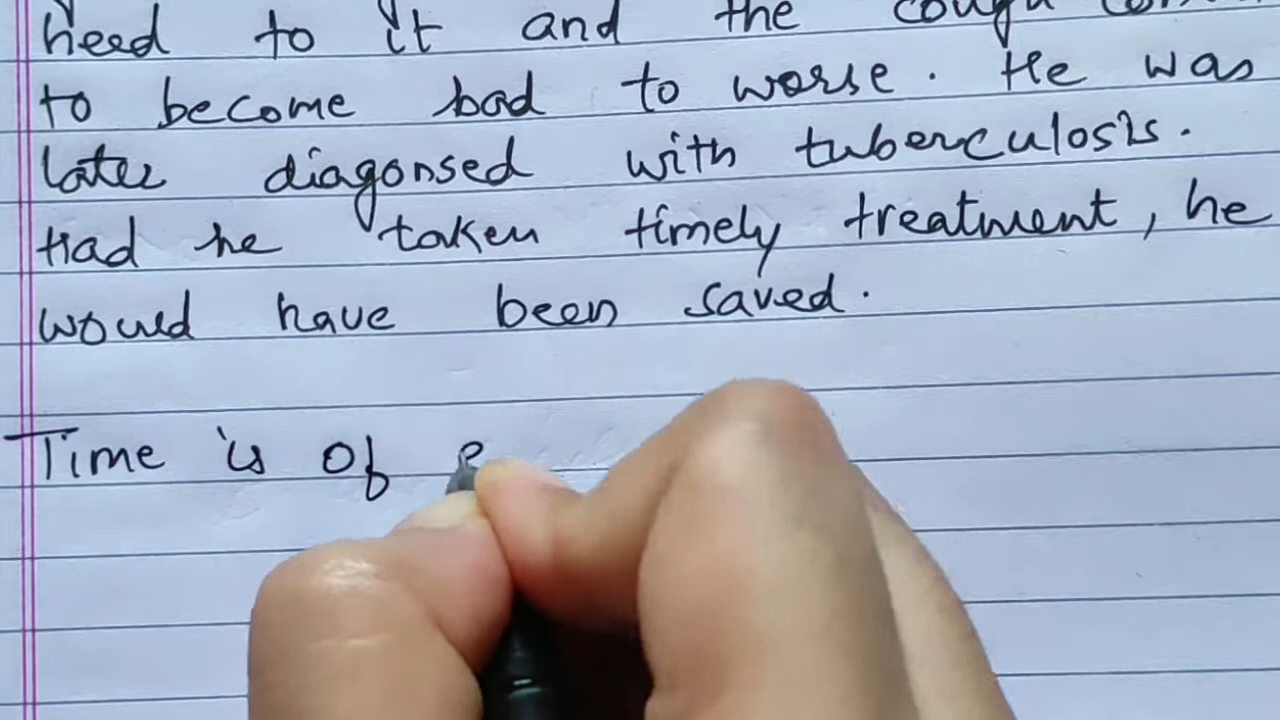 heed to it and the cough
to become bad to worse. He was
later diagonsed with tuberculosis.
Had he taken timely treatment, he
would have been saved.
Time is of e